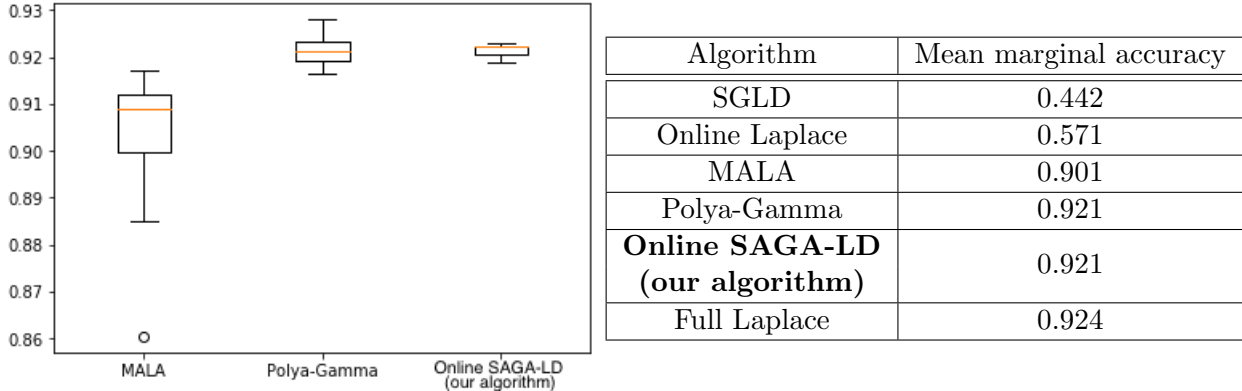 0.93
0.92
0.91
0.90
0.89
0.88
0.87
0.86
MALA
Polya-Gamma
Online SAGA-LD
(our algorithm)
Algorithm Mean marginal accuracy
SGLD 0.442
Online Laplace 0.571
MALA 0.901
Polya-Gamma 0.921
Online SAGA-LD
(our algorithm) 0.921
Full Laplace 0.924